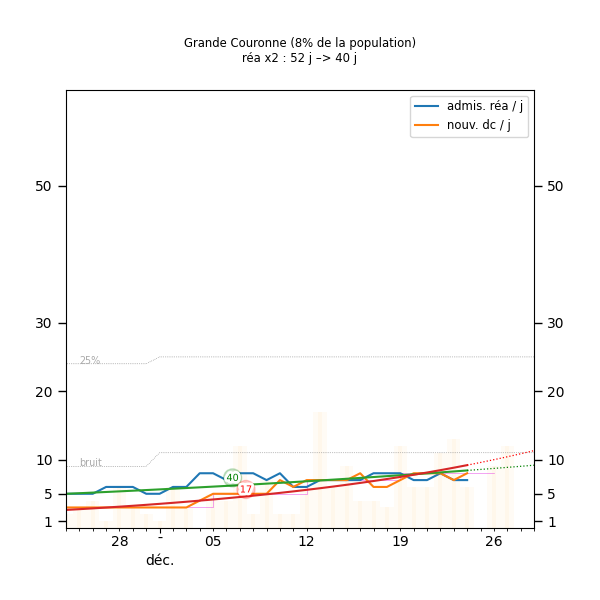 Grande Couronne (8% de la population)
réa x2 : 52 j –> 40 j
admis. réa / j
nouv. dc / j
50 50
30 30
25%
20 20
bruit
10 10
40
17
5 5
1 1
28 - 05 12 19 26
déc.